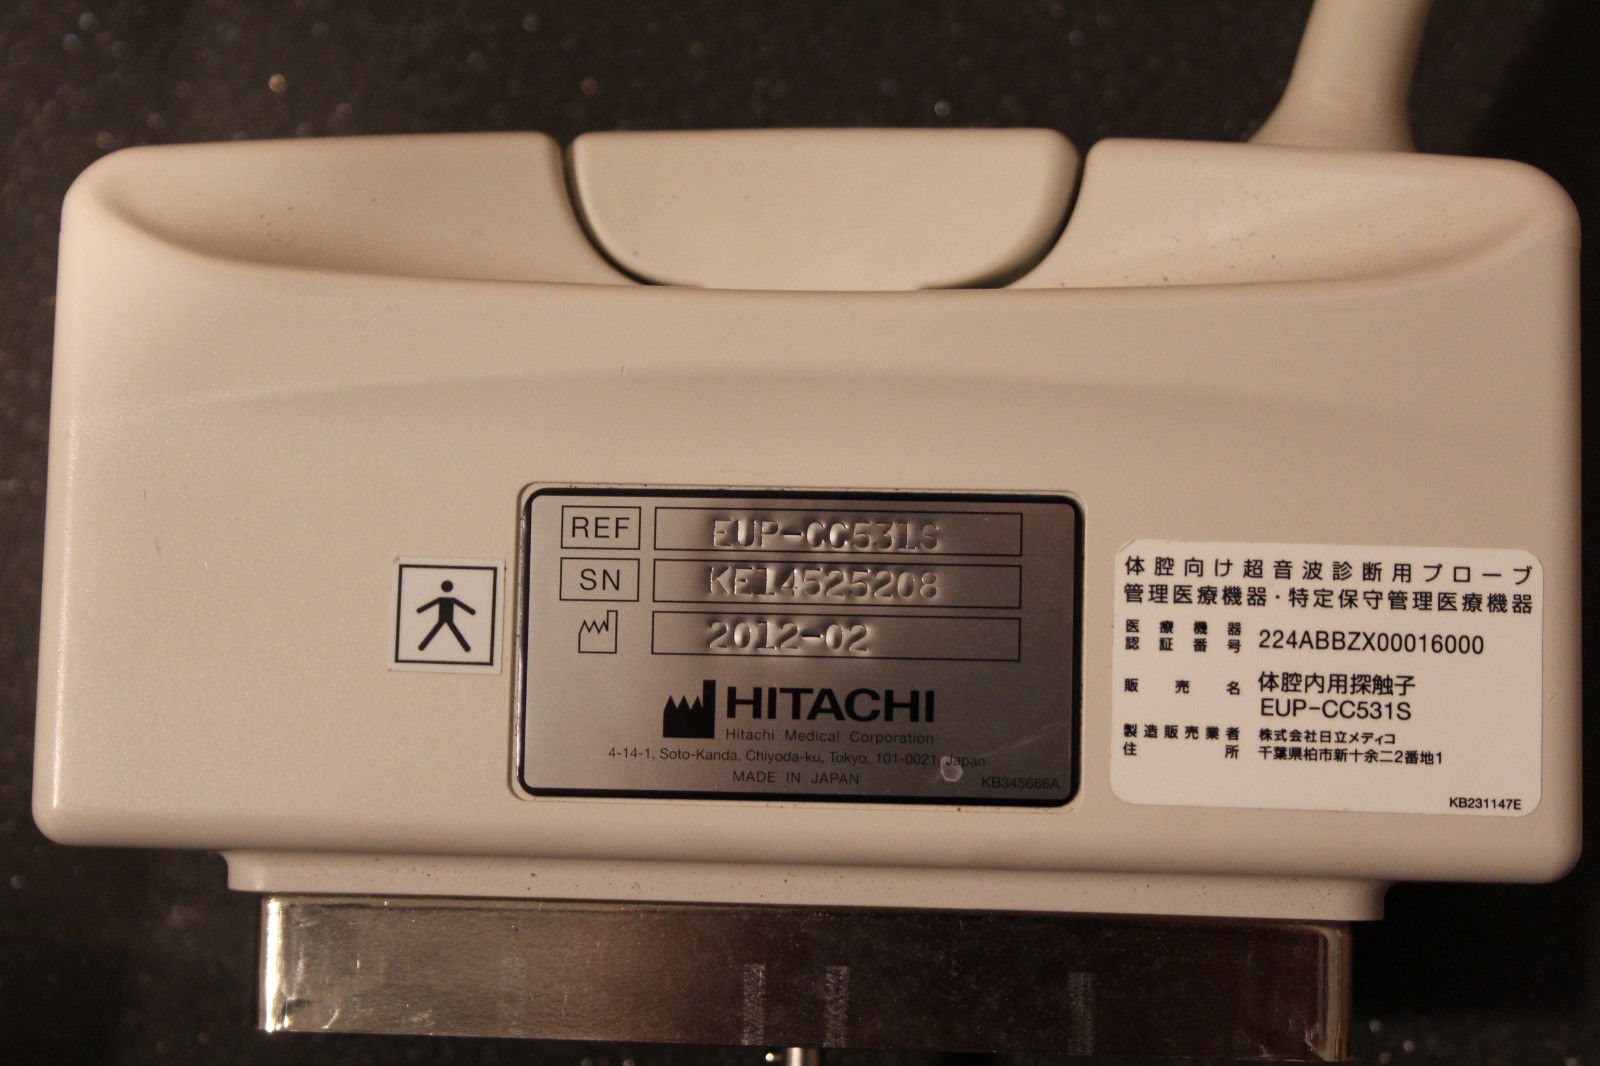 REF EUP-CC531S
SN KE14525208
2012-02
HITACHI
Hitachi Medical Corporation
4-14-1, Soto-Kanda, Chiyoda-ku, Tokyo, 101-0021 Japan
MADE IN JAPAN
KB345666A
体腔向け超音波診断用プローブ
管理医療機器・特定保守管理医療機器
医療機器
認証番号 224ABBZX00016000
販売名 体腔内用探触子
EUP-CC531S
製造販売業者 株式会社日立メディコ
住所 千葉県柏市新十余二2番地1
KB231147E